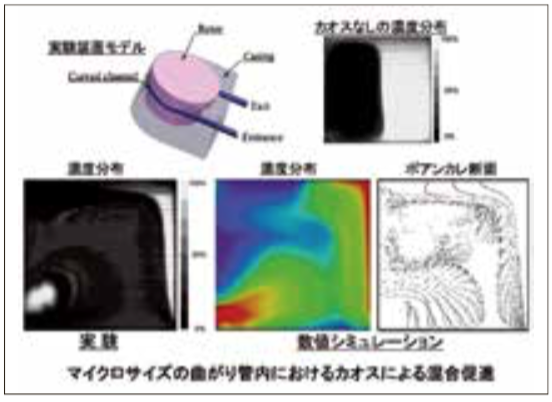 実験装置モデル
Rotor
Casing
Curved channel
Exit
Entrance
カオスなしの濃度分布
100%
50%
0%
濃度分布
100%
50%
0%
濃度分布
ポアンカレ断面
実験
数値シミュレーション
マイクロサイズの曲がり管内におけるカオスによる混合促進